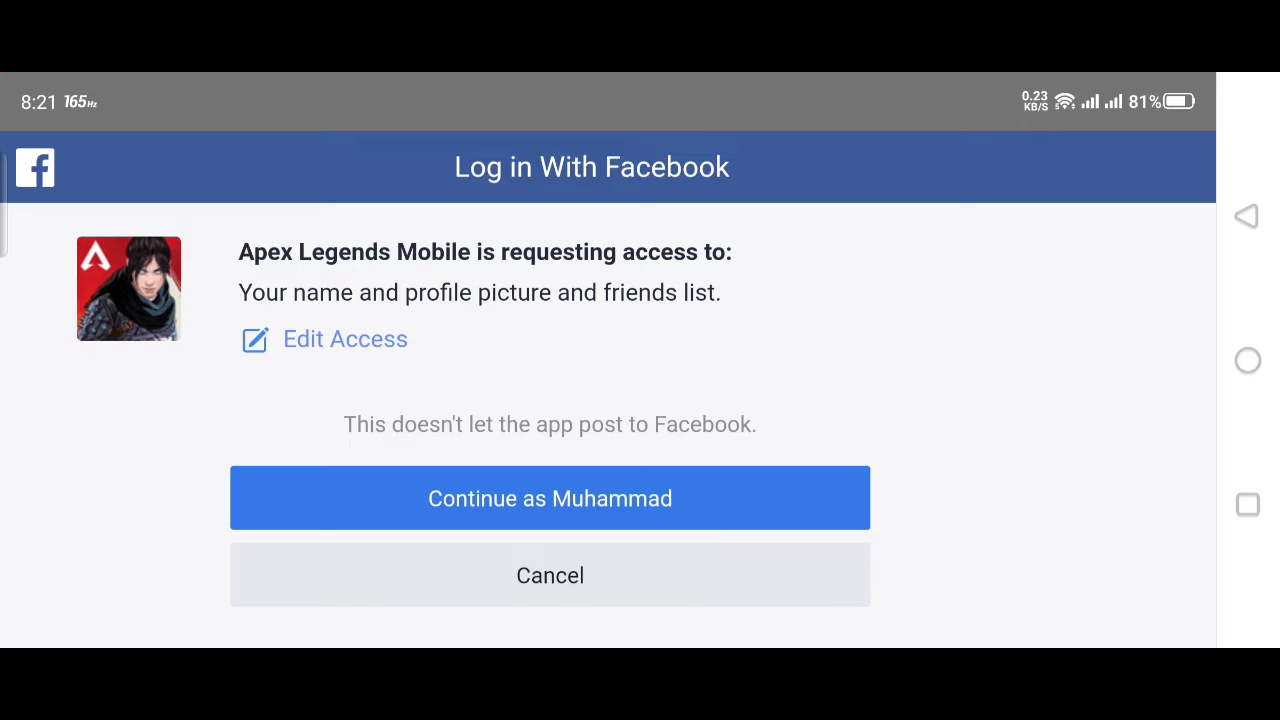 8:21 165Hz 0.23 KB/S 81%
Log in With Facebook
Apex Legends Mobile is requesting access to:
Your name and profile picture and friends list.
Edit Access
This doesn't let the app post to Facebook.
Continue as Muhammad
Cancel